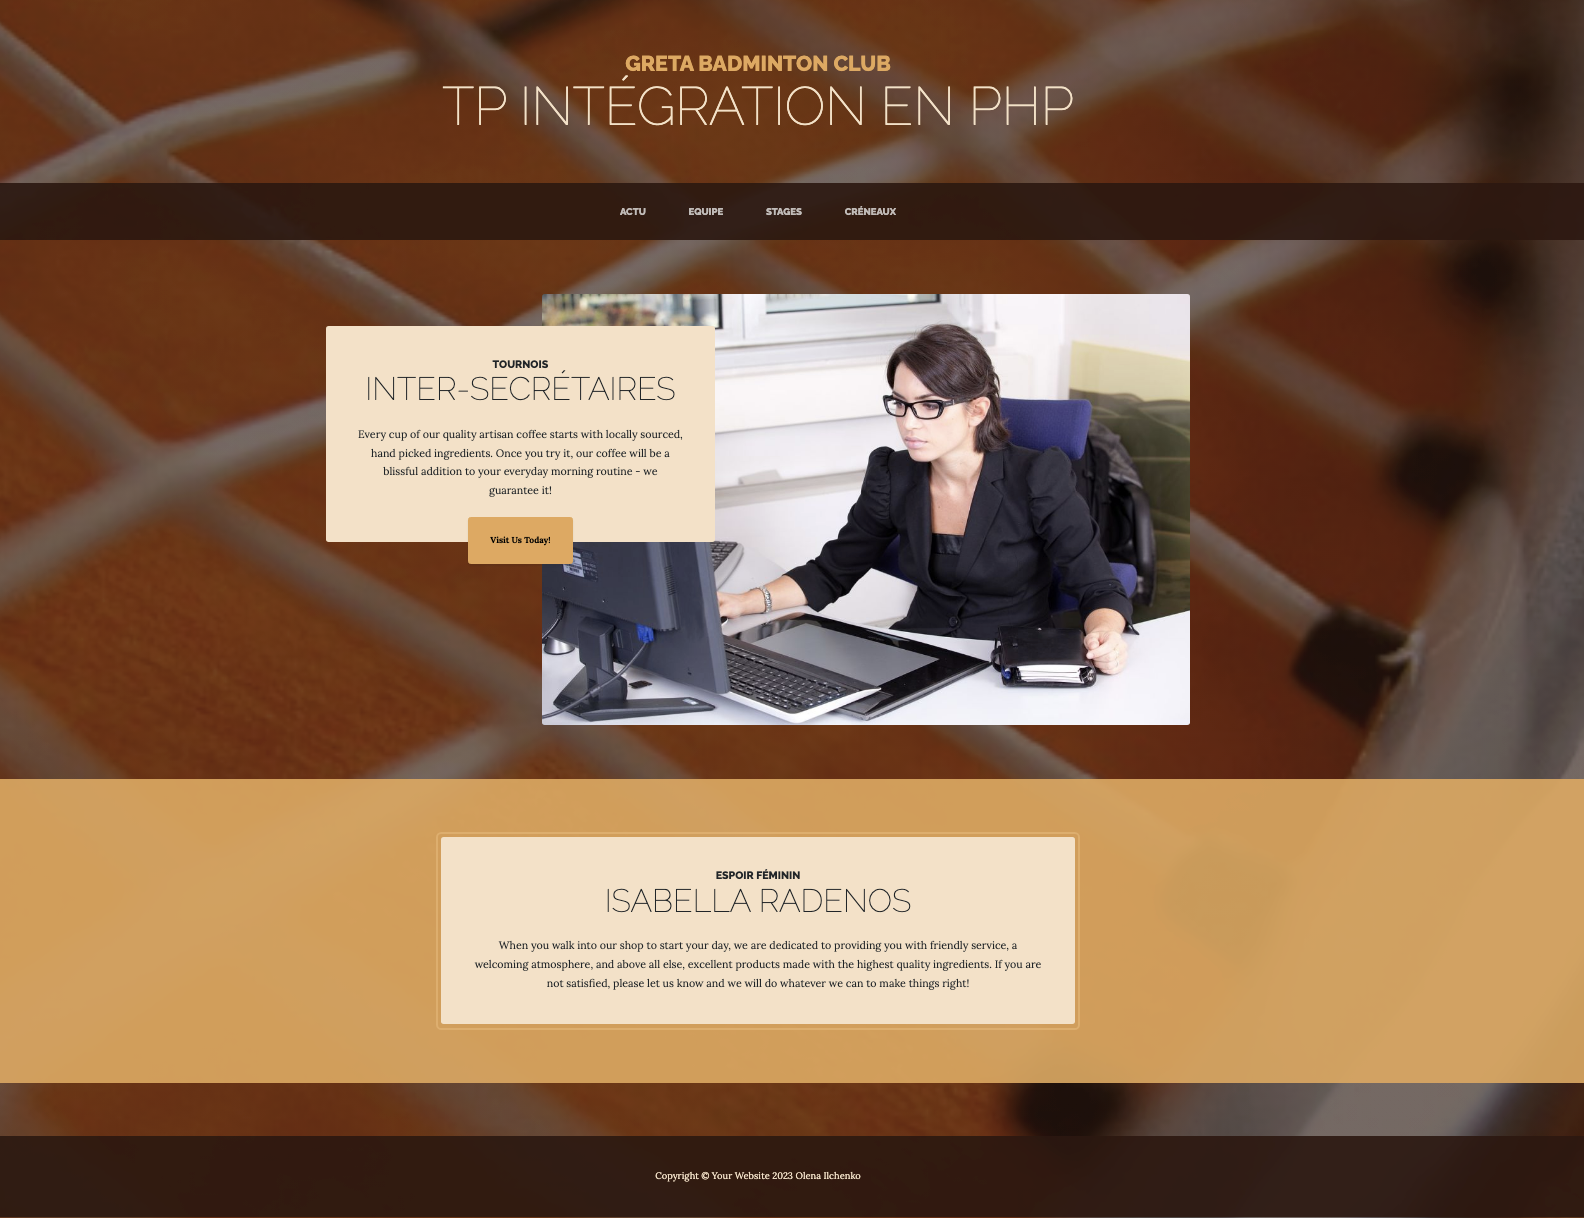 GRETA BADMINTON CLUB
TP INTÉGRATION EN PHP
ACTU EQUIPE STAGES CRÉNEAUX
TOURNOIS
INTER-SECRÉTAIRES
Every cup of our quality artisan coffee starts with locally sourced,
hand picked ingredients. Once you try it, our coffee will be a
blissful addition to your everyday morning routine - we
guarantee it!
Visit Us Today!
ESPOIR FÉMININ
ISABELLA RADENOS
When you walk into our shop to start your day, we are dedicated to providing you with friendly service, a
welcoming atmosphere, and above all else, excellent products made with the highest quality ingredients. If you are
not satisfied, please let us know and we will do whatever we can to make things right!
Copyright © Your Website 2023 Olena Ilchenko